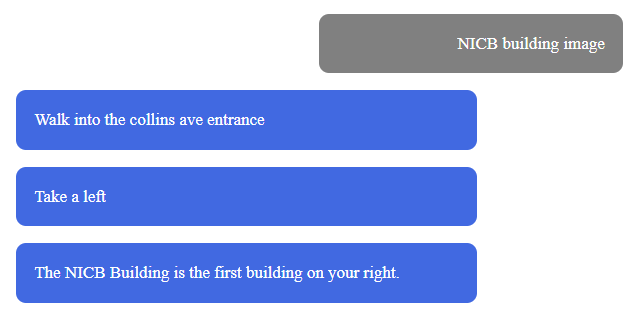 NICB building image
Walk into the collins ave entrance
Take a left
The NICB Building is the first building on your right.